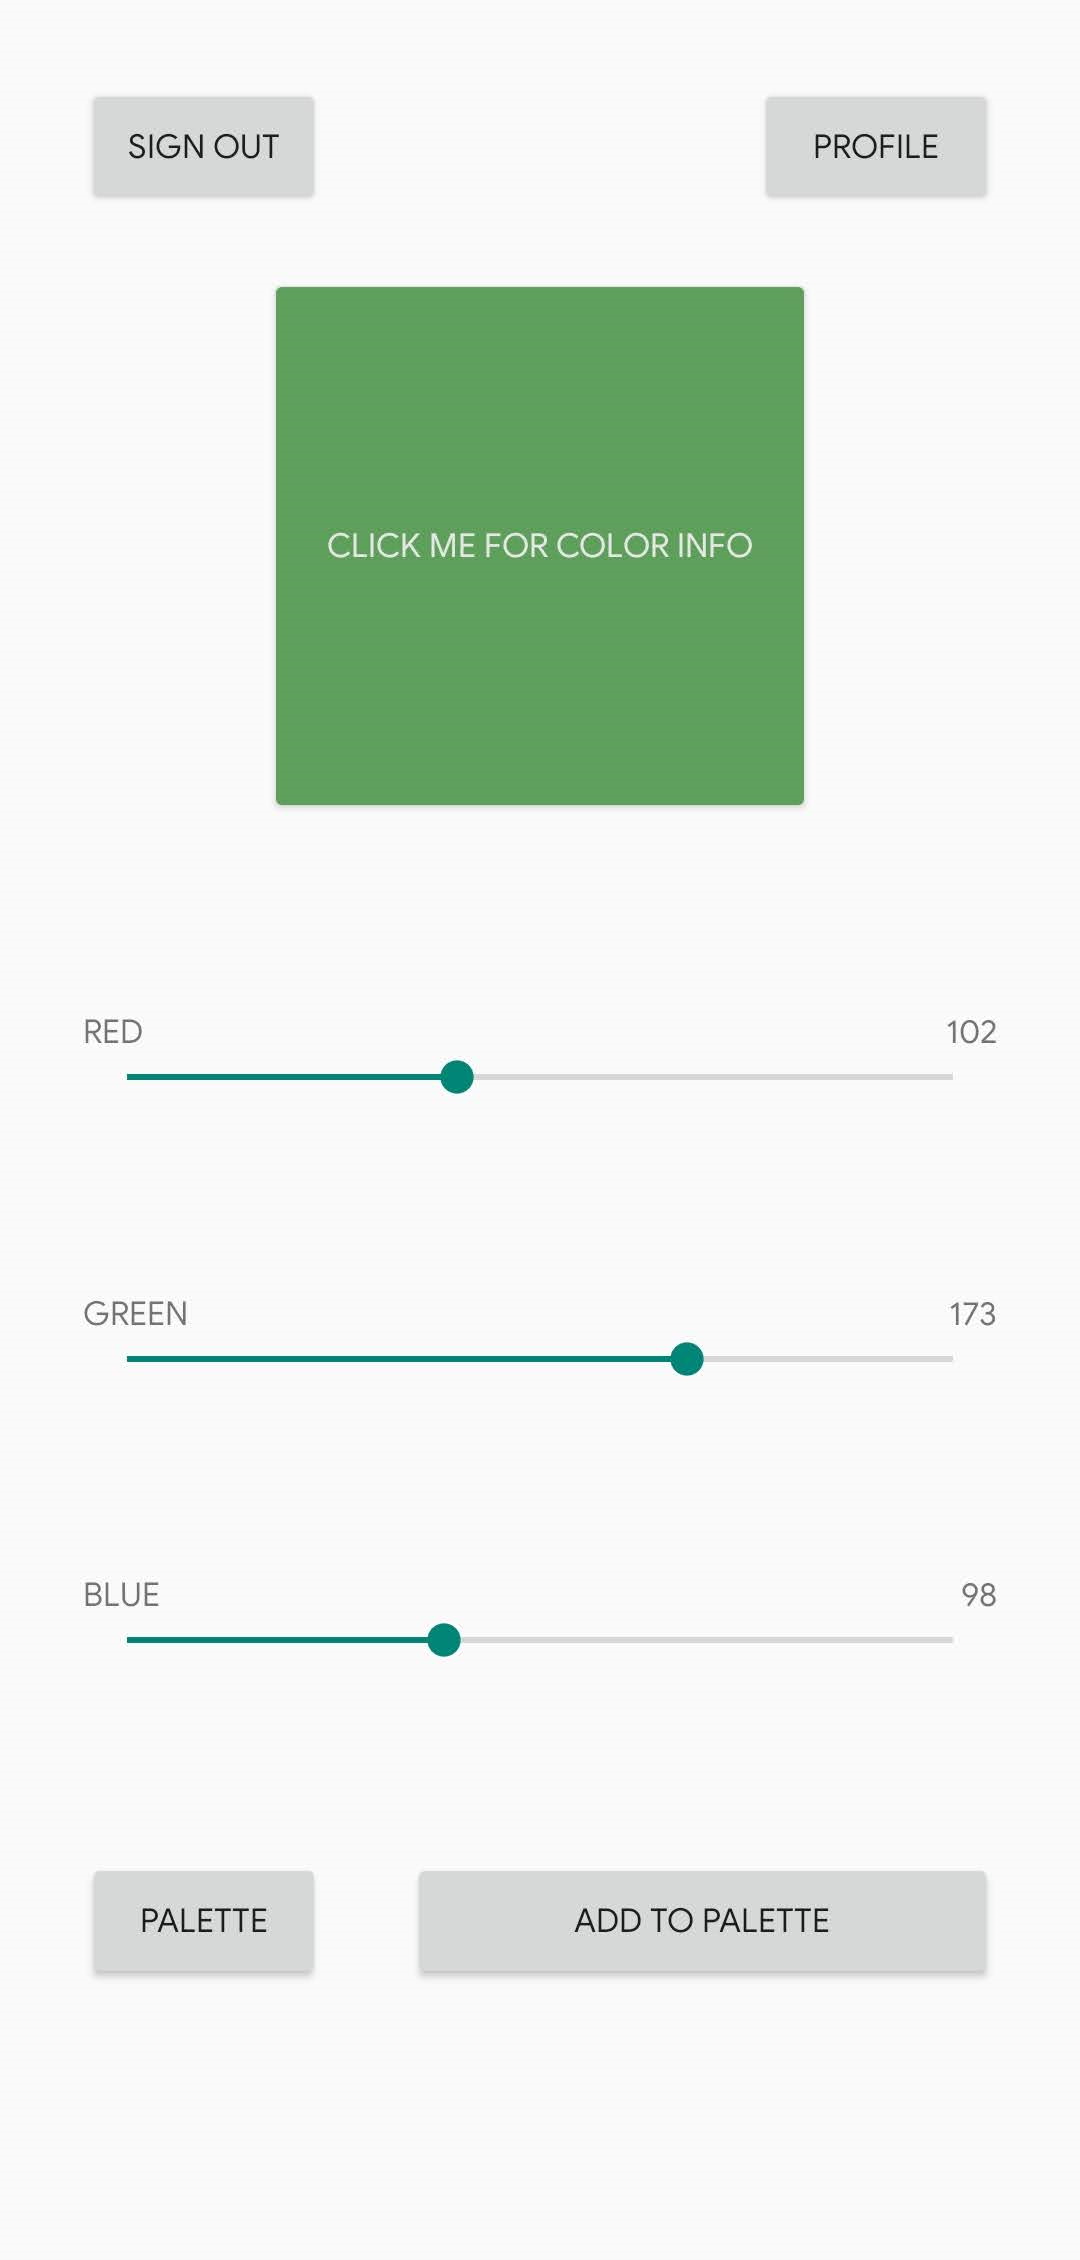 SIGN OUT
PROFILE
CLICK ME FOR COLOR INFO
RED
102
GREEN
173
BLUE
98
PALETTE
ADD TO PALETTE